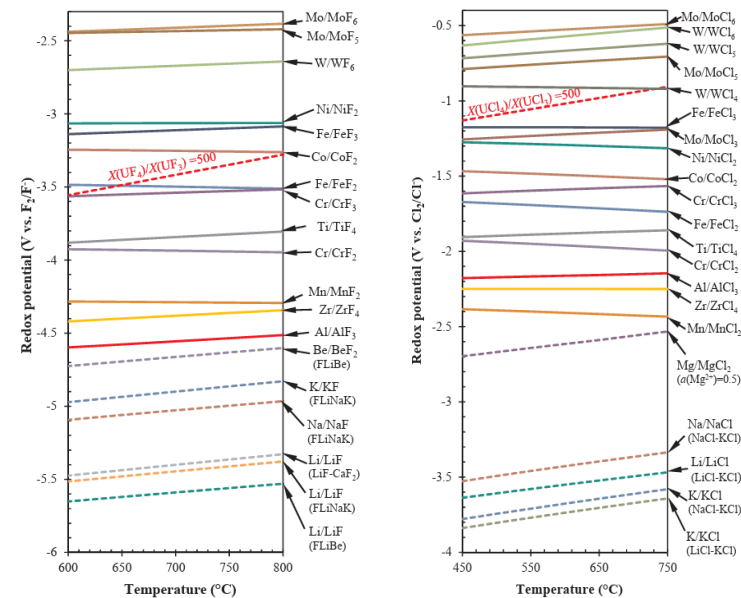 Redox potential (V vs. F₂/F⁻)
-2.5
-3
-3.5
-4
-4.5
-5
-5.5
-6
600
650
700
750
800
Temperature (°C)
X(UF₄)/X(UF₃) =500
Mo/MoF₆
Mo/MoF₅
W/WF₆
Ni/NiF₂
Fe/FeF₃
Co/CoF₂
Fe/FeF₂
Cr/CrF₃
Ti/TiF₄
Cr/CrF₂
Mn/MnF₂
Zr/ZrF₄
Al/AlF₃
Be/BeF₂
(FLiBe)
K/KF
(FLiNaK)
Na/NaF
(FLiNaK)
Li/LiF
(LiF-CaF₂)
Li/LiF
(FLiNaK)
Li/LiF
(FLiBe)
Redox potential (V vs. Cl₂/Cl⁻)
-0.5
-1
-1.5
-2
-2.5
-3
-3.5
-4
450
550
650
750
Temperature (°C)
X(UCl₄)/X(UCl₃) =500
Mo/MoCl₆
W/WCl₆
W/WCl₅
Mo/MoCl₅
W/WCl₄
Fe/FeCl₃
Mo/MoCl₃
Ni/NiCl₂
Co/CoCl₂
Cr/CrCl₃
Fe/FeCl₂
Ti/TiCl₄
Cr/CrCl₂
Al/AlCl₃
Zr/ZrCl₄
Mn/MnCl₂
Mg/MgCl₂
(a(Mg²⁺)=0.5)
Na/NaCl
(NaCl-KCl)
Li/LiCl
(LiCl-KCl)
K/KCl
(NaCl-KCl)
K/KCl
(LiCl-KCl)